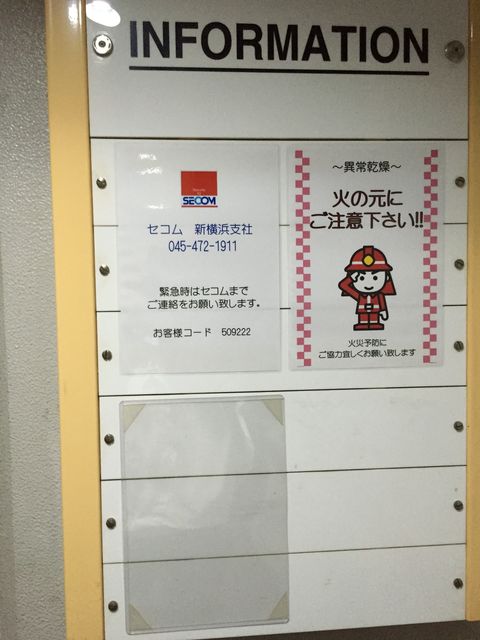 INFORMATION
SECOM
セコム 新横浜支社
045-472-1911
緊急時はセコムまで
ご連絡をお願い致します。
お客様コード 509222
～異常乾燥～
火の元に
ご注意下さい!!
火災予防に
ご協力宜しくお願い致します